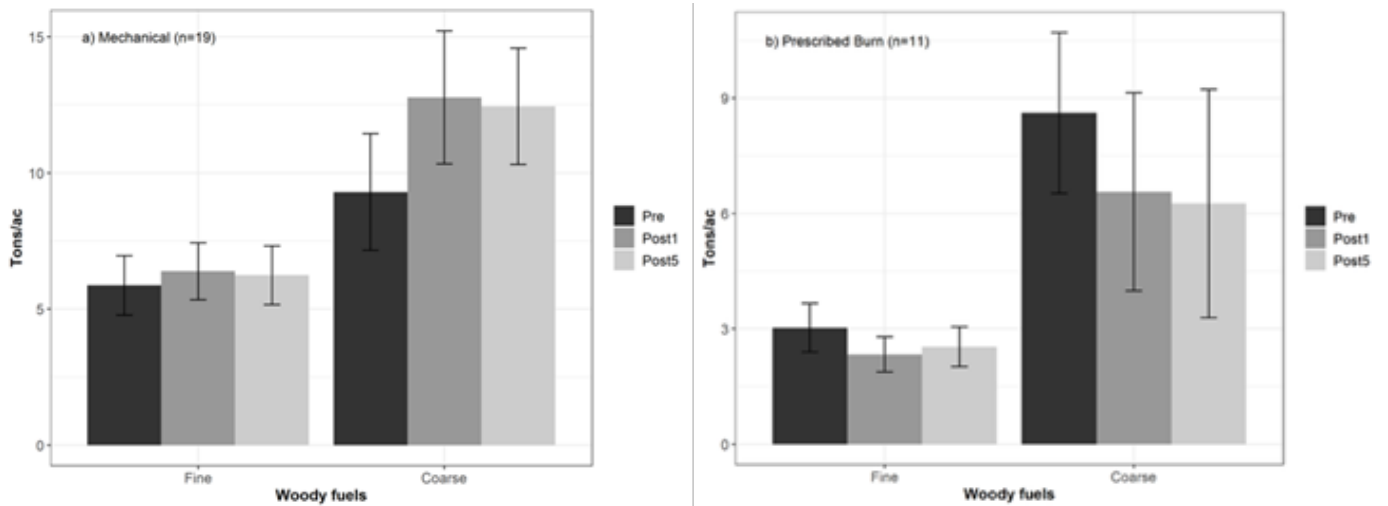 a) Mechanical (n=19)
15
10
5
0
Tons/ac
Fine
Coarse
Woody fuels
Pre
Post1
Post5
b) Prescribed Burn (n=11)
9
6
3
0
Tons/ac
Fine
Coarse
Woody fuels
Pre
Post1
Post5